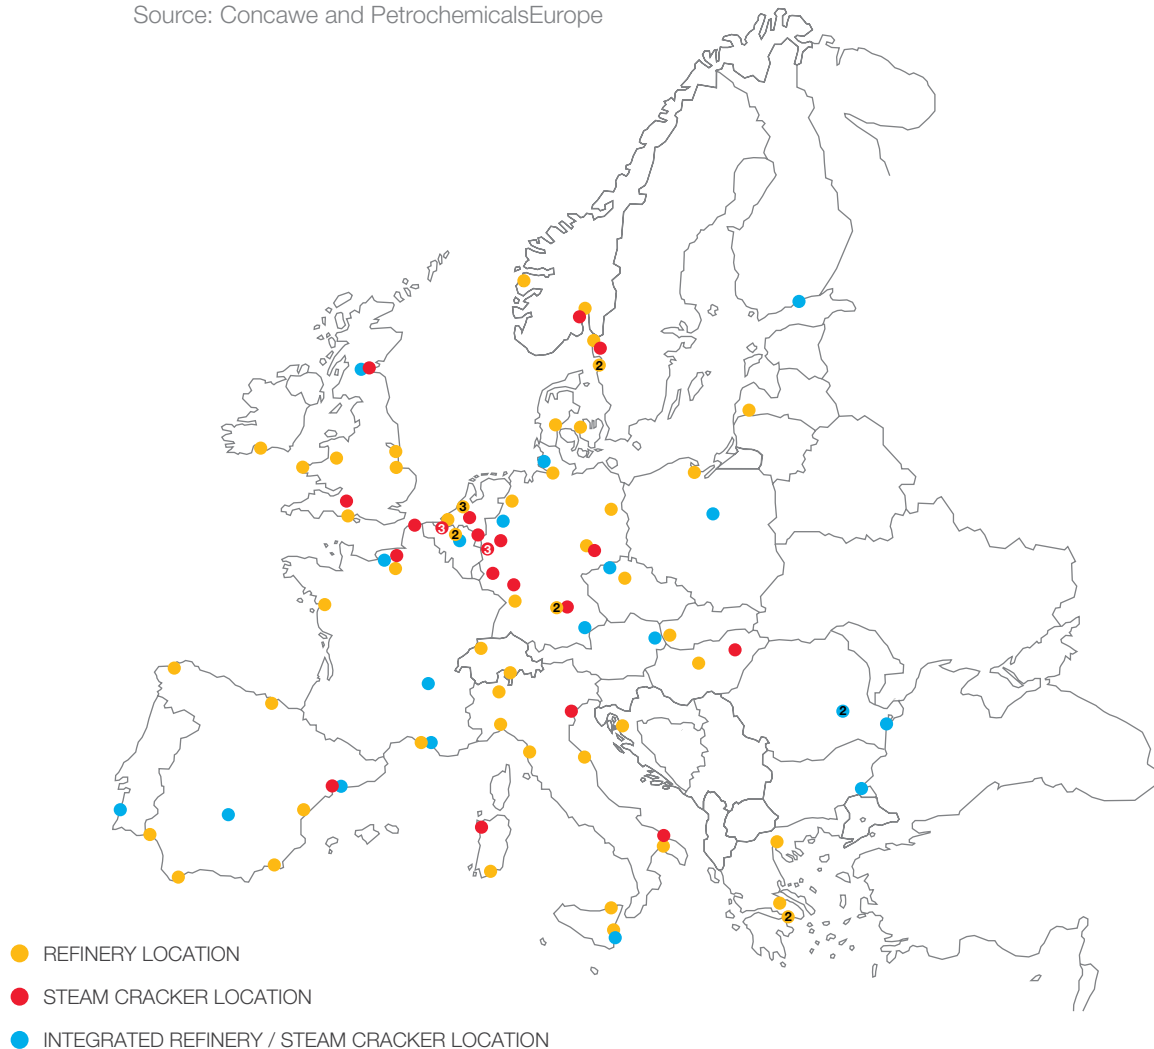 Source: Concawe and PetrochemicalsEurope
2
3
3
2
3
2
2
2
REFINERY LOCATION
STEAM CRACKER LOCATION
INTEGRATED REFINERY / STEAM CRACKER LOCATION